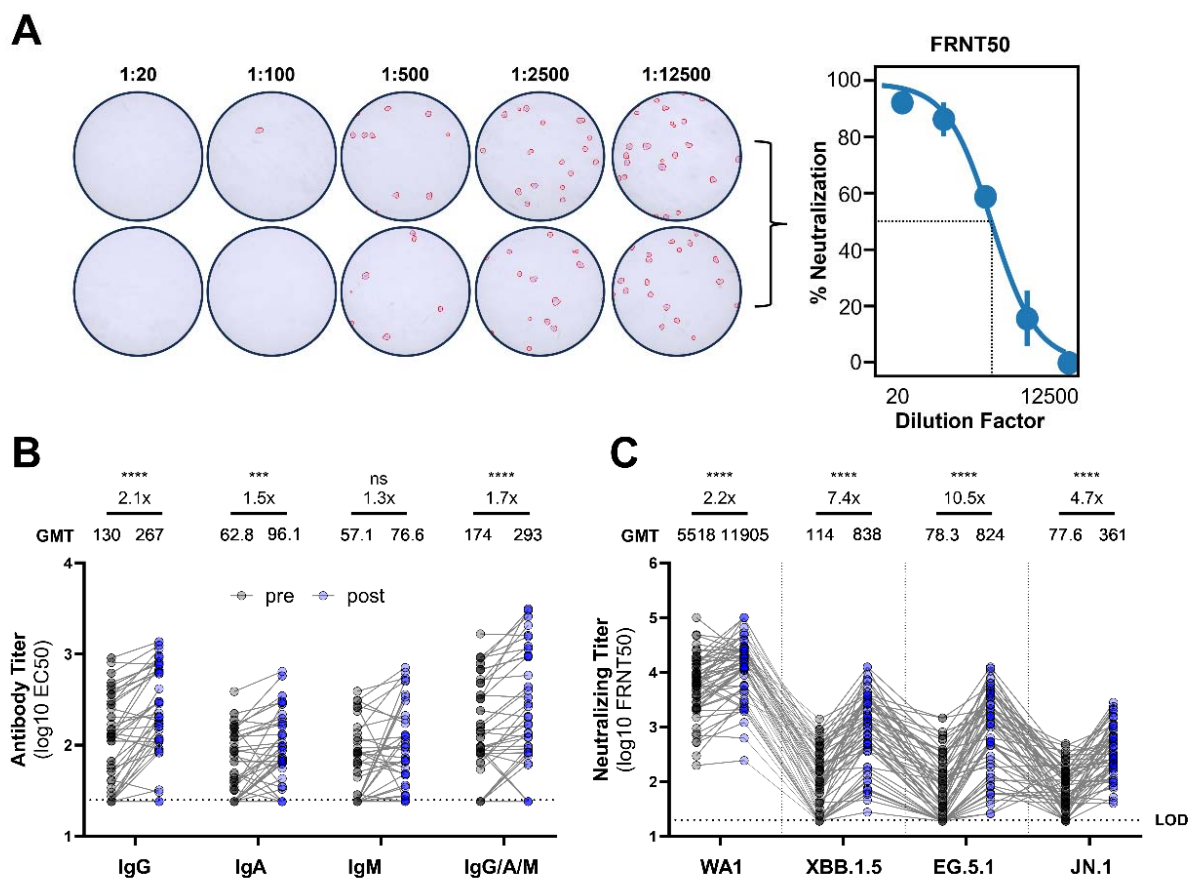 A
1:20 1:100 1:500 1:2500 1:12500
FRNT50
100
80
60
40
20
0
% Neutralization
20 12500
Dilution Factor
B
**** *** ns ****
2.1x 1.5x 1.3x 1.7x
GMT 130 267 62.8 96.1 57.1 76.6 174 293
4
3
2
1
Antibody Titer
(log10 EC50)
pre post
IgG IgA IgM IgG/A/M
C
**** **** **** ****
2.2x 7.4x 10.5x 4.7x
GMT 5518 11905 114 838 78.3 824 77.6 361
6
5
4
3
2
1
Neutralizing Titer
(log10 FRNT50)
LOD
WA1 XBB.1.5 EG.5.1 JN.1